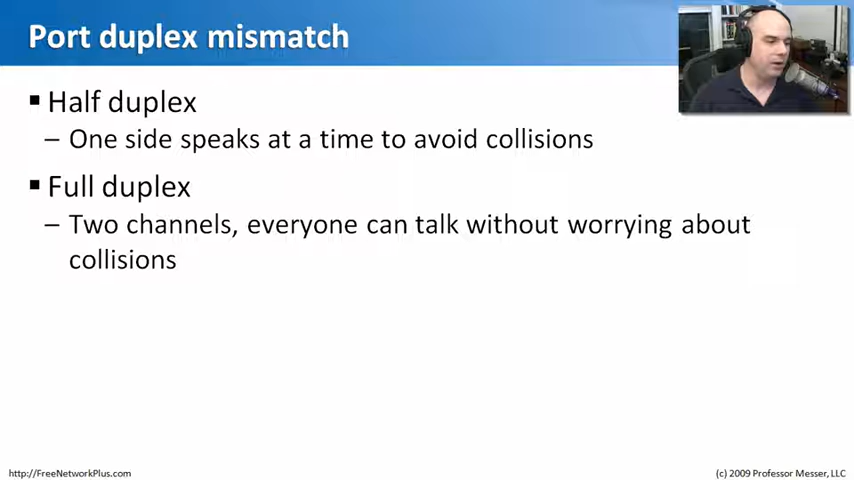 Port duplex mismatch
▪ Half duplex
– One side speaks at a time to avoid collisions
▪ Full duplex
– Two channels, everyone can talk without worrying about
collisions
http://FreeNetworkPlus.com
(c) 2009 Professor Messer, LLC